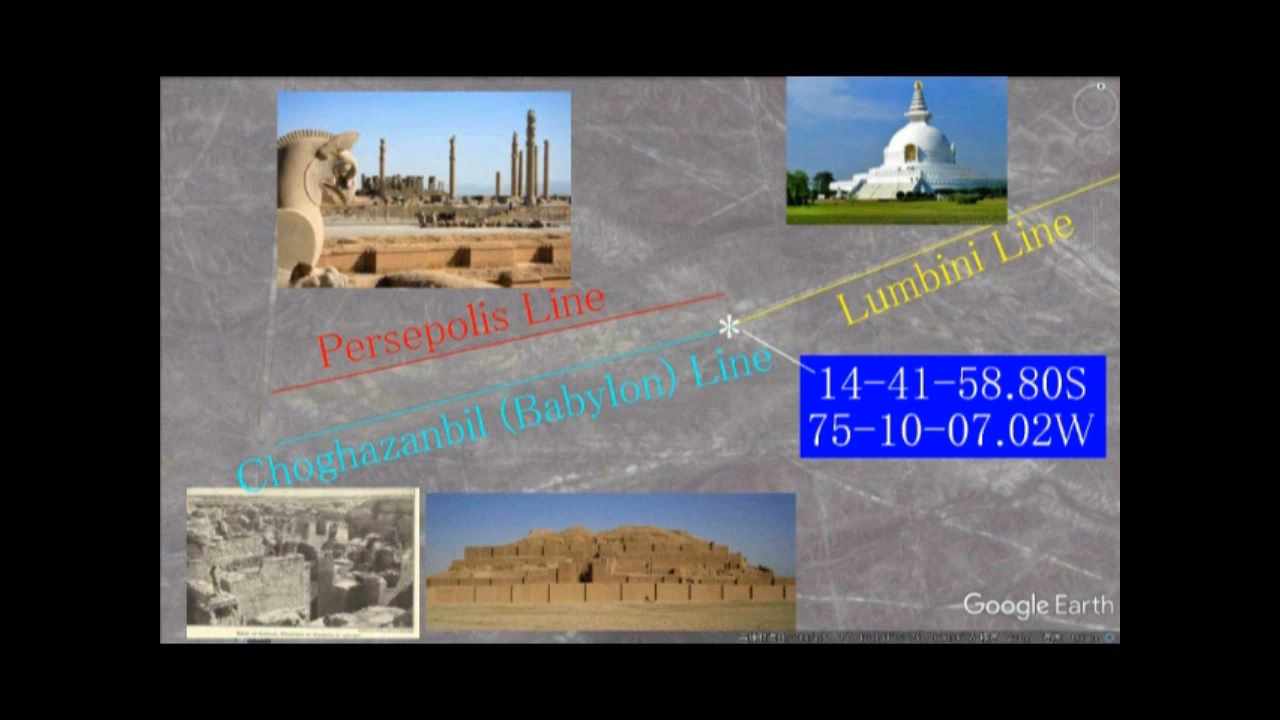 Persepolis Line
Lumbini Line
Choghazanbil (Babylon) Line
14-41-58.80S
75-10-07.02W
Google Earth